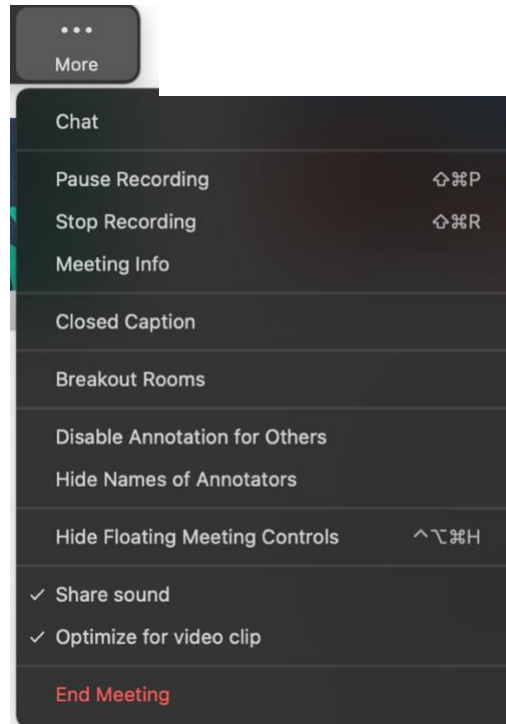 •••
More
Chat
Pause Recording ⇧⌘P
Stop Recording ⇧⌘R
Meeting Info
Closed Caption
Breakout Rooms
Disable Annotation for Others
Hide Names of Annotators
Hide Floating Meeting Controls ^⌥⌘H
✓ Share sound
✓ Optimize for video clip
End Meeting